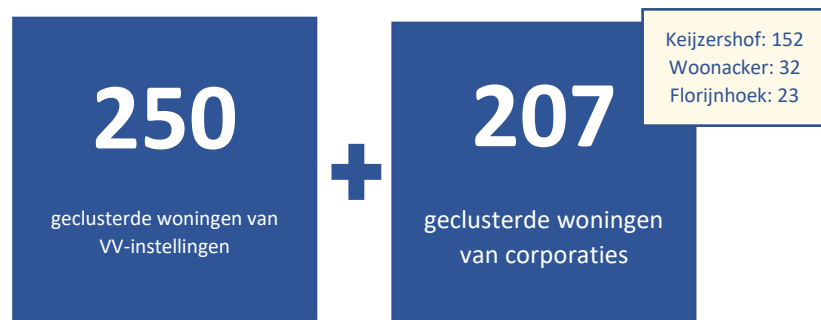 250
geclusterde woningen van
VV-instellingen
+
207
geclusterde woningen
van corporaties
Keijzershof: 152
Woonacker: 32
Florijnhoek: 23